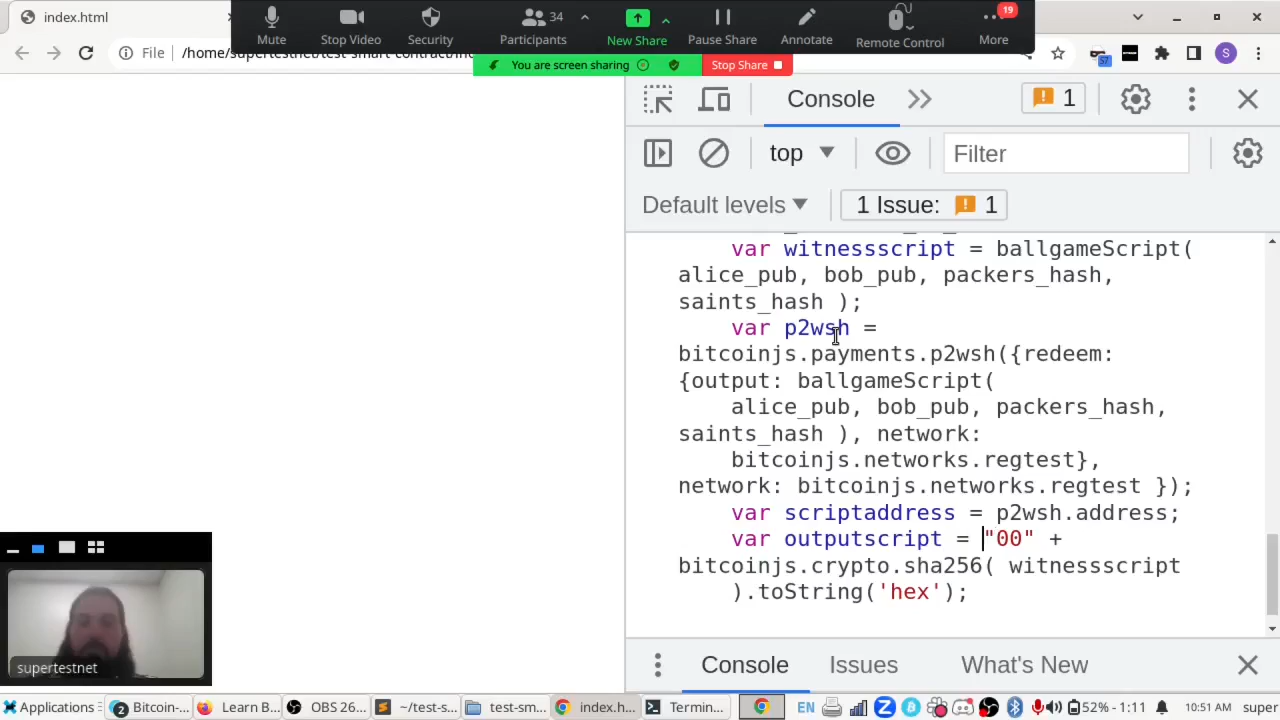 index.html
Mute
Stop Video
Security
Participants
34
New Share
Pause Share
Annotate
Remote Control
More
19
File
/home/supertestnet/test-smart-contact/ind
You are screen sharing
Stop Share
57
S
Console
1
top
Filter
Default levels
1 Issue: 1
var witnessscript = ballgameScript(
alice_pub, bob_pub, packers_hash,
saints_hash );
var p2wsh =
bitcoinjs.payments.p2wsh({redeem:
{output: ballgameScript(
alice_pub, bob_pub, packers_hash,
saints_hash ), network:
bitcoinjs.networks.regtest},
network: bitcoinjs.networks.regtest });
var scriptaddress = p2wsh.address;
var outputscript = "00" +
bitcoinjs.crypto.sha256( witnessscript
).toString('hex');
supertestnet
Console
Issues
What's New
Applications
2
Bitcoin-...
Learn B...
OBS 26...
~/test-s...
test-sm...
index.h...
Termin...
EN
52% - 1:11
10:51 AM
super